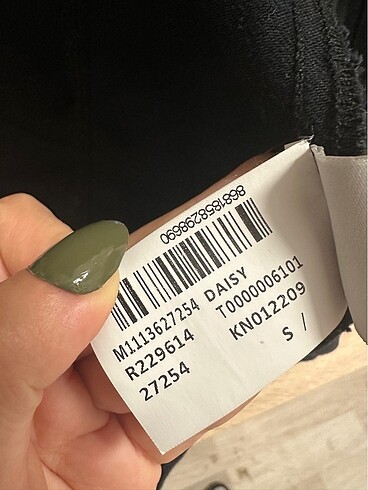 8681858298690
M1113627254 DAISY
R229614 T0000006101
27254 KN012209
S /